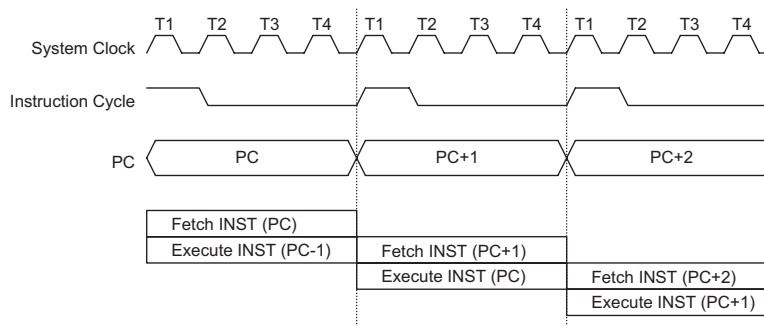 T1 T2 T3 T4 T1 T2 T3 T4 T1 T2 T3 T4
System Clock
Instruction Cycle
PC PC PC+1 PC+2
Fetch INST (PC)
Execute INST (PC-1) Fetch INST (PC+1)
Execute INST (PC) Fetch INST (PC+2)
Execute INST (PC+1)